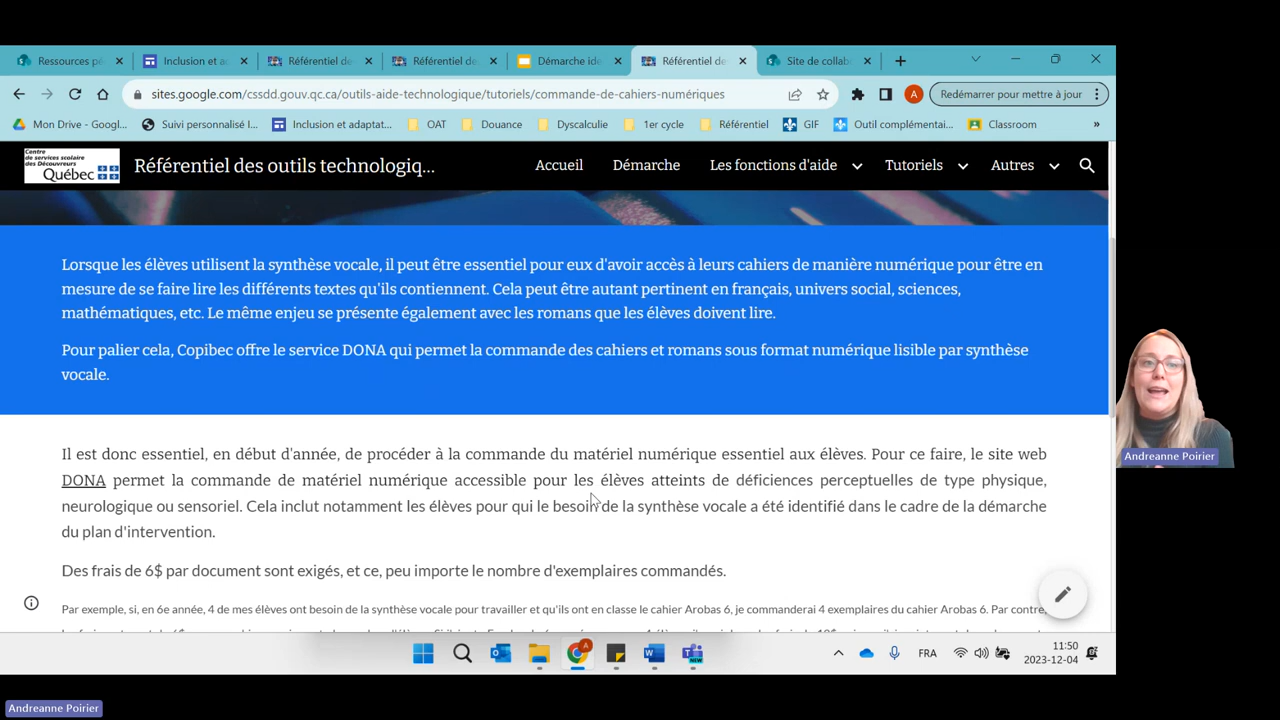 Ressources pé
Inclusion et a
Référentiel de
Référentiel de
Démarche ide
Référentiel de
Site de collab
sites.google.com/cssdd.gouv.qc.ca/outils-aide-technologique/tutoriels/commande-de-cahiers-numériques
A
Redémarrer pour mettre à jour
Mon Drive - Googl...
Suivi personnalisé I...
Inclusion et adaptat...
OAT
Douance
Dyscalculie
1er cycle
Référentiel
GIF
Outil complémentai...
Classroom
»
Centre
de services scolaire
des Découvreurs
Québec
Référentiel des outils technologiq...
Accueil
Démarche
Les fonctions d'aide
Tutoriels
Autres
Lorsque les élèves utilisent la synthèse vocale, il peut être essentiel pour eux d'avoir accès à leurs cahiers de manière numérique pour être en
mesure de se faire lire les différents textes qu'ils contiennent. Cela peut être autant pertinent en français, univers social, sciences,
mathématiques, etc. Le même enjeu se présente également avec les romans que les élèves doivent lire.
Pour palier cela, Copibec offre le service DONA qui permet la commande des cahiers et romans sous format numérique lisible par synthèse
vocale.
Il est donc essentiel, en début d'année, de procéder à la commande du matériel numérique essentiel aux élèves. Pour ce faire, le site web
DONA permet la commande de matériel numérique accessible pour les élèves atteints de déficiences perceptuelles de type physique,
neurologique ou sensoriel. Cela inclut notamment les élèves pour qui le besoin de la synthèse vocale a été identifié dans le cadre de la démarche
du plan d'intervention.
Des frais de 6$ par document sont exigés, et ce, peu importe le nombre d'exemplaires commandés.
Par exemple, si, en 6e année, 4 de mes élèves ont besoin de la synthèse vocale pour travailler et qu'ils ont en classe le cahier Arobas 6, je commanderai 4 exemplaires du cahier Arobas 6. Par contre,
FRA
11:50
2023-12-04
Andreanne Poirier
Andreanne Poirier